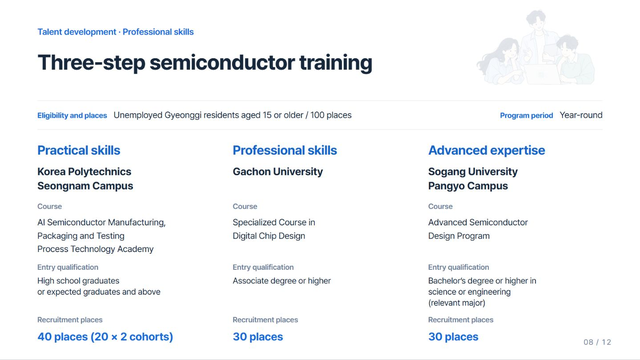 Talent development · Professional skills
Three-step semiconductor training
Eligibility and places Unemployed Gyeonggi residents aged 15 or older / 100 places
Program period Year-round
Practical skills
Korea Polytechnics
Seongnam Campus
Course
AI Semiconductor Manufacturing,
Packaging and Testing
Process Technology Academy
Entry qualification
High school graduates
or expected graduates and above
Recruitment places
40 places (20 × 2 cohorts)
Professional skills
Gachon University
Course
Specialized Course in
Digital Chip Design
Entry qualification
Associate degree or higher
Recruitment places
30 places
Advanced expertise
Sogang University
Pangyo Campus
Course
Advanced Semiconductor
Design Program
Entry qualification
Bachelor's degree or higher in
science or engineering
(relevant major)
Recruitment places
30 places
08 / 12